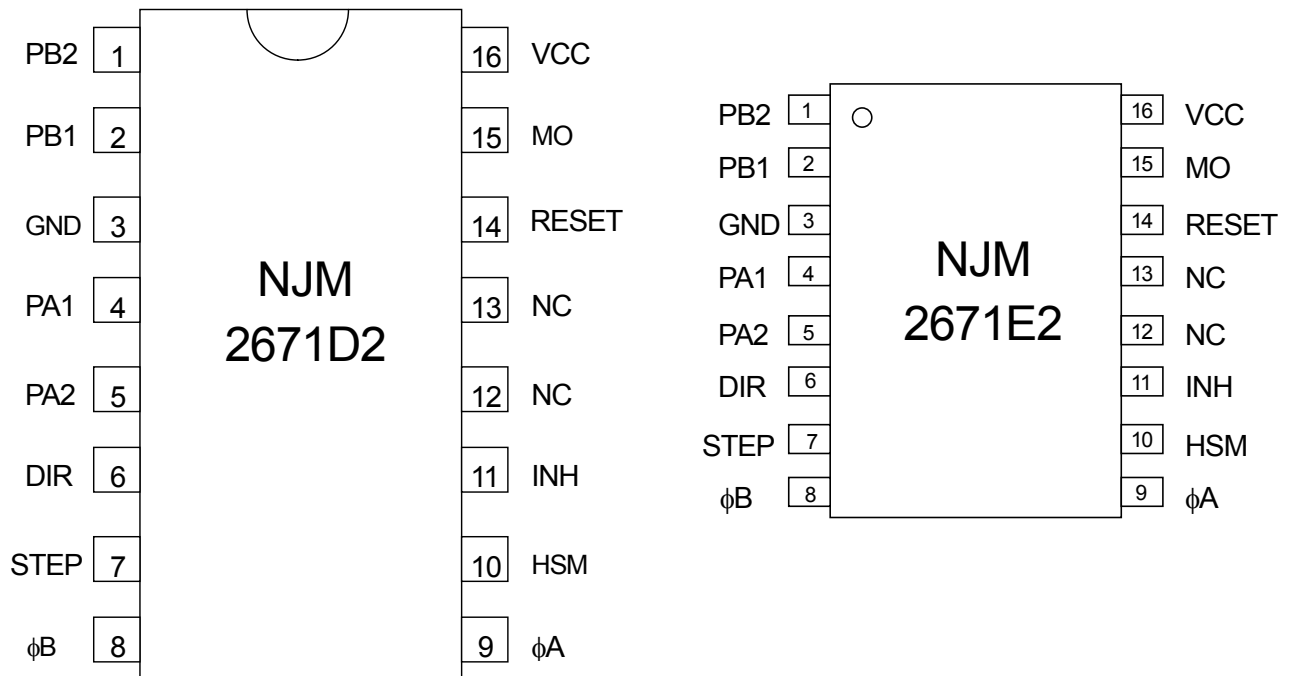 PB2 1 16 VCC
PB1 2 15 MO
GND 3 14 RESET
PA1 4 13 NC
PA2 5 12 NC
DIR 6 11 INH
STEP 7 10 HSM
ϕB 8 9 ϕA
NJM
2671D2
PB2 1 16 VCC
PB1 2 15 MO
GND 3 14 RESET
PA1 4 13 NC
PA2 5 12 NC
DIR 6 11 INH
STEP 7 10 HSM
ϕB 8 9 ϕA
NJM
2671E2